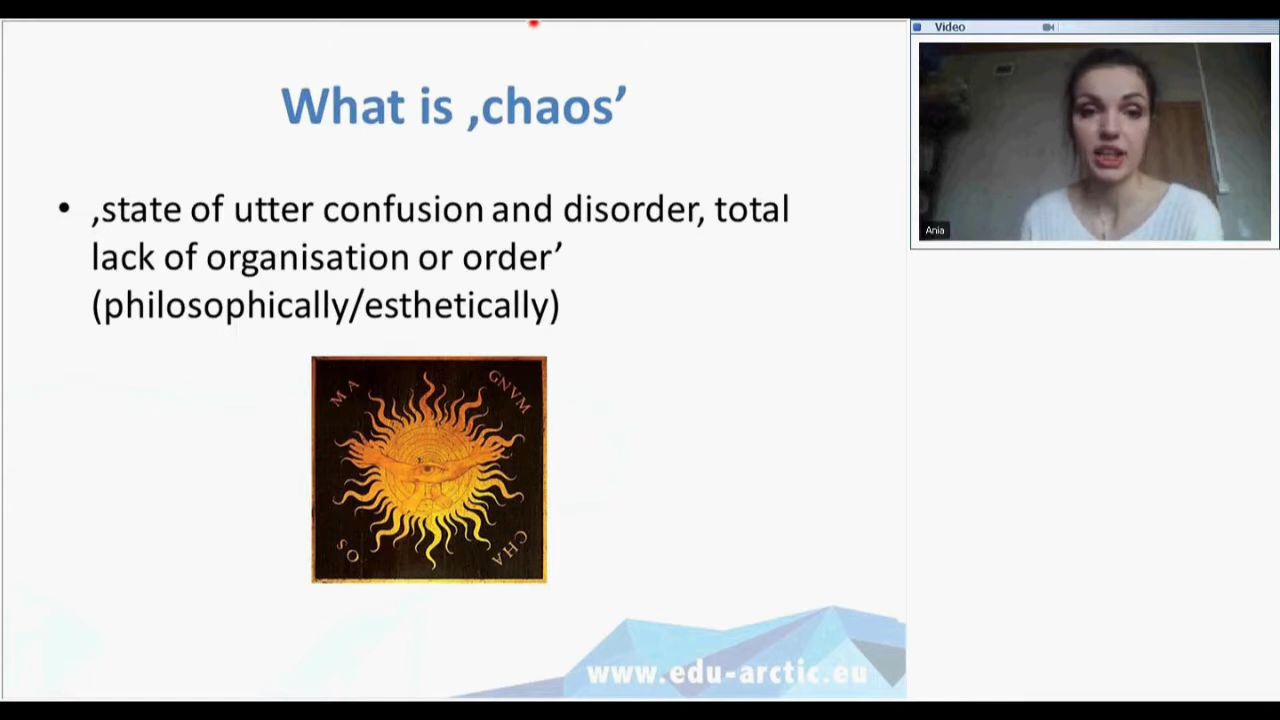 What is ‚chaos’
• ‚state of utter confusion and disorder, total
lack of organisation or order’
(philosophically/esthetically)
MA GNVM
OS CHA
www.edu-arctic.eu
Video
Ania